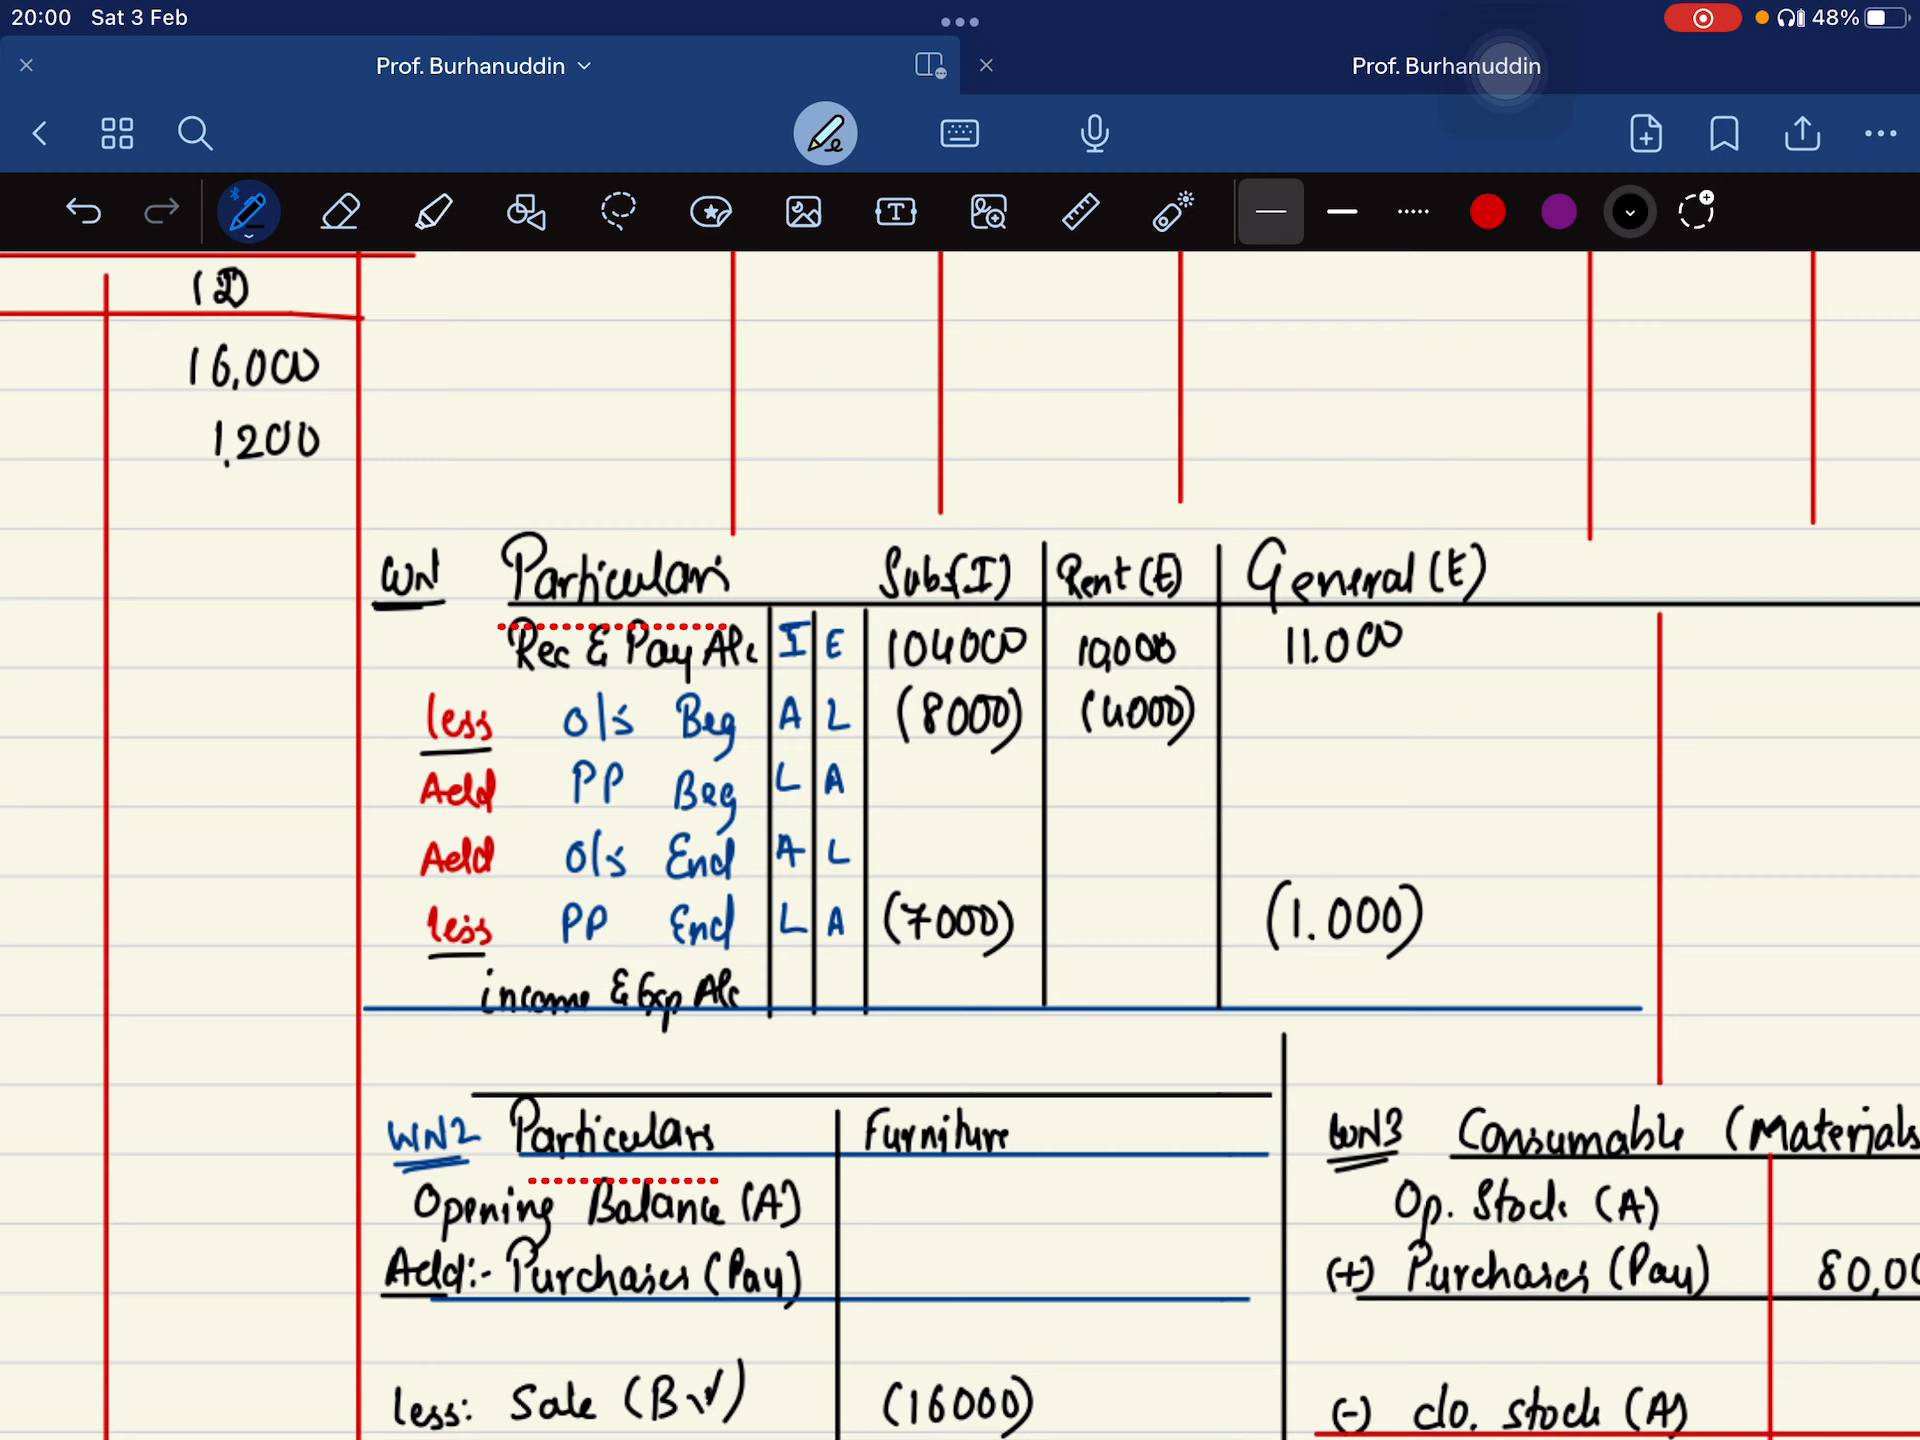 20:00 Sat 3 Feb 48%
Prof. Burhanuddin Prof. Burhanuddin
16,000
1,200
WN Particulars Subs(I) Rent(E) General(E)
Rec & Pay A/c I E 104000 10,000 11.000
less O/s Beg A L (8000) (4000)
Add PP Beg L A
Add O/s End A L
less PP End L A (7000) (1.000)
income & Exp A/c
WN2 Particulars Furniture
Opening Balance (A)
Add:- Purchases (Pay)
less: Sale (B.V) (16000)
WN3 Consumable (Materials
Op. Stock (A)
(+) Purchases (Pay) 80,00
(-) clo. stock (A)